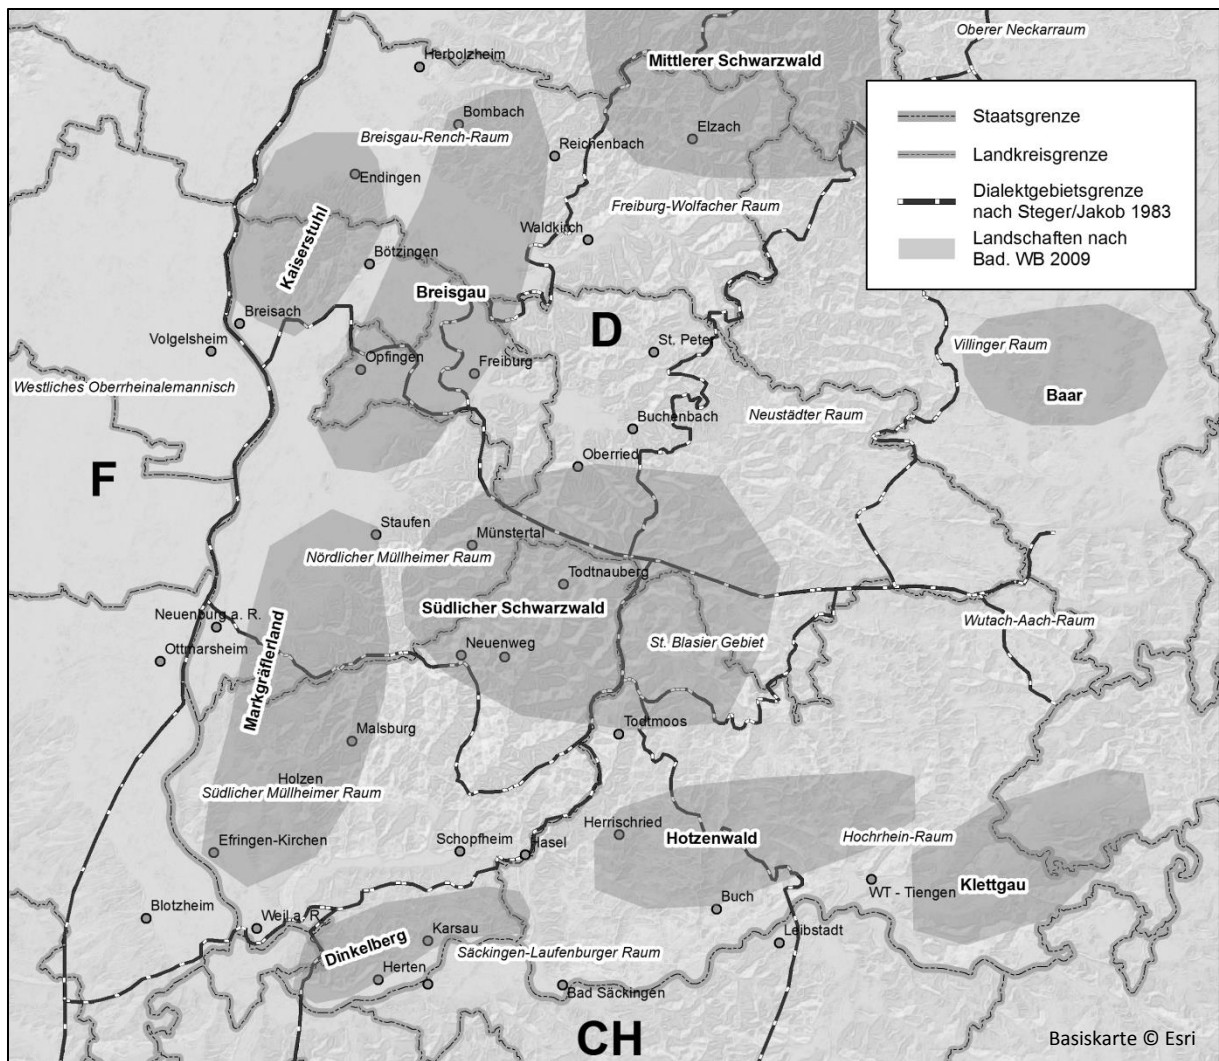 Oberer Neckarraum
Herbolzheim
Mittlerer Schwarzwald
Staatsgrenze
Landkreisgrenze
Dialektgebietsgrenze
nach Steger/Jakob 1983
Landschaften nach
Bad. WB 2009
Bombach
Breisgau-Rench-Raum
Elzach
Reichenbach
Endingen
Freiburg-Wolfacher Raum
Waldkirch
Kaiserstuhl
Bötzingen
Breisgau
Breisach
D
Volgelsheim
St. Pete
Villinger Raum
Opfingen
Freiburg
Westliches Oberrheinalemannisch
Baar
Buchenbach
Neustädter Raum
Oberried
F
Staufen
Münstertal
Nördlicher Müllheimer Raum
Todtnauberg
Südlicher Schwarzwald
Neuenburg a. R.
Wutach-Aach-Raum
Ottmarsheim
Neuenweg
St. Blasier Gebiet
Markgräflerland
Malsburg
Todtmoos
Holzen
Südlicher Müllheimer Raum
Efringen-Kirchen
Schopfheim
Hasel
Herrischried
Hotzenwald
Hochrhein-Raum
WT - Tiengen
Klettgau
Blotzheim
Weil a. R.
Buch
Karsau
Leibstadt
Dinkelberg
Säckingen-Laufenburger Raum
Herten
Bad Säckingen
CH
Basiskarte © Esri